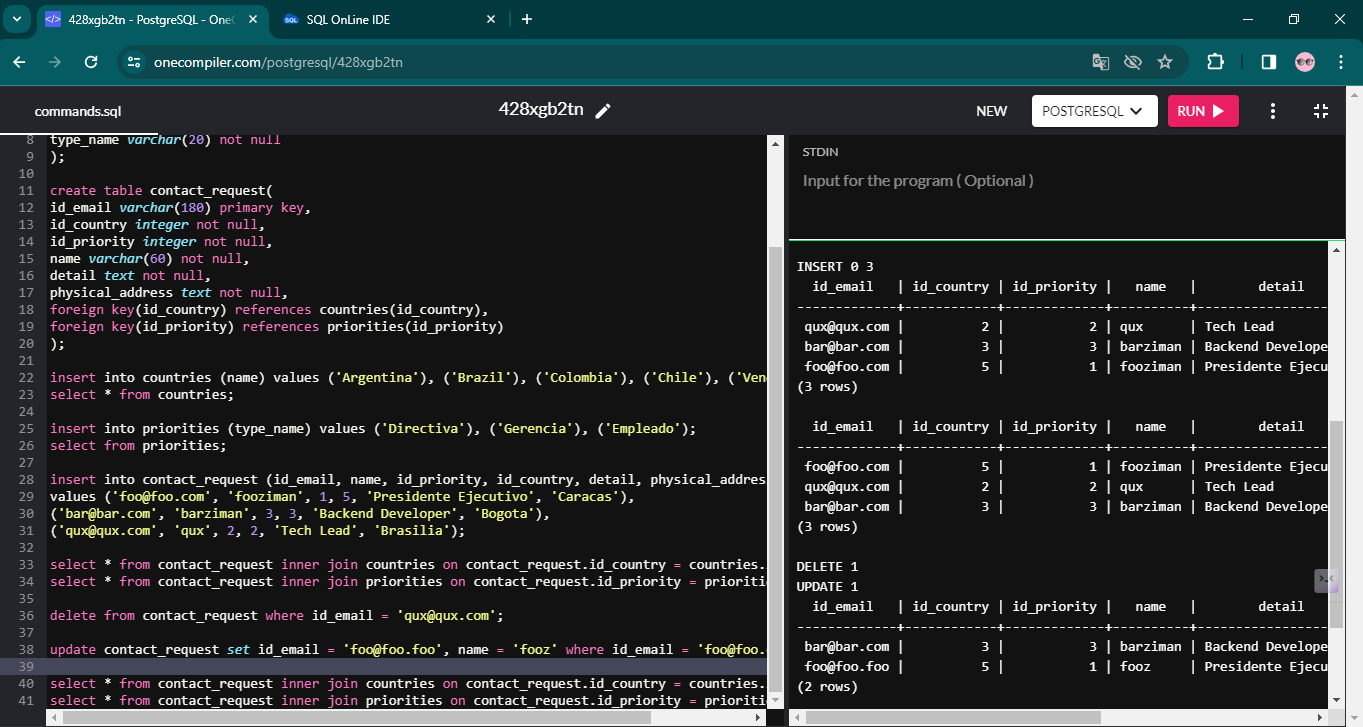 428xgb2tn - PostgreSQL - One
SQL OnLine IDE
onecompiler.com/postgresql/428xgb2tn
commands.sql
428xgb2tn
NEW
POSTGRESQL
RUN
8 type_name varchar(20) not null
9 );
10
11 create table contact_request(
12 id_email varchar(180) primary key,
13 id_country integer not null,
14 id_priority integer not null,
15 name varchar(60) not null,
16 detail text not null,
17 physical_address text not null,
18 foreign key(id_country) references countries(id_country),
19 foreign key(id_priority) references priorities(id_priority)
20 );
21
22 insert into countries (name) values ('Argentina'), ('Brazil'), ('Colombia'), ('Chile'), ('Ven
23 select * from countries;
24
25 insert into priorities (type_name) values ('Directiva'), ('Gerencia'), ('Empleado');
26 select from priorities;
27
28 insert into contact_request (id_email, name, id_priority, id_country, detail, physical_addres
29 values ('foo@foo.com', 'fooziman', 1, 5, 'Presidente Ejecutivo', 'Caracas'),
30 ('bar@bar.com', 'barziman', 3, 3, 'Backend Developer', 'Bogota'),
31 ('qux@qux.com', 'qux', 2, 2, 'Tech Lead', 'Brasilia');
32
33 select * from contact_request inner join countries on contact_request.id_country = countries.
34 select * from contact_request inner join priorities on contact_request.id_priority = prioriti
35
36 delete from contact_request where id_email = 'qux@qux.com';
37
38 update contact_request set id_email = 'foo@foo.foo', name = 'fooz' where id_email = 'foo@foo.
39
40 select * from contact_request inner join countries on contact_request.id_country = countries.
41 select * from contact_request inner join priorities on contact_request.id_priority = prioriti
STDIN
Input for the program ( Optional )
INSERT 0 3
id_email | id_country | id_priority | name | detail
-------------+------------+-------------+----------+-----------------
qux@qux.com | 2 | 2 | qux | Tech Lead
bar@bar.com | 3 | 3 | barziman | Backend Develope
foo@foo.com | 5 | 1 | fooziman | Presidente Ejecu
(3 rows)
id_email | id_country | id_priority | name | detail
-------------+------------+-------------+----------+-----------------
foo@foo.com | 5 | 1 | fooziman | Presidente Ejecu
qux@qux.com | 2 | 2 | qux | Tech Lead
bar@bar.com | 3 | 3 | barziman | Backend Develope
(3 rows)
DELETE 1
UPDATE 1
id_email | id_country | id_priority | name | detail
-------------+------------+-------------+----------+-----------------
bar@bar.com | 3 | 3 | barziman | Backend Develope
foo@foo.foo | 5 | 1 | fooz | Presidente Ejecu
(2 rows)